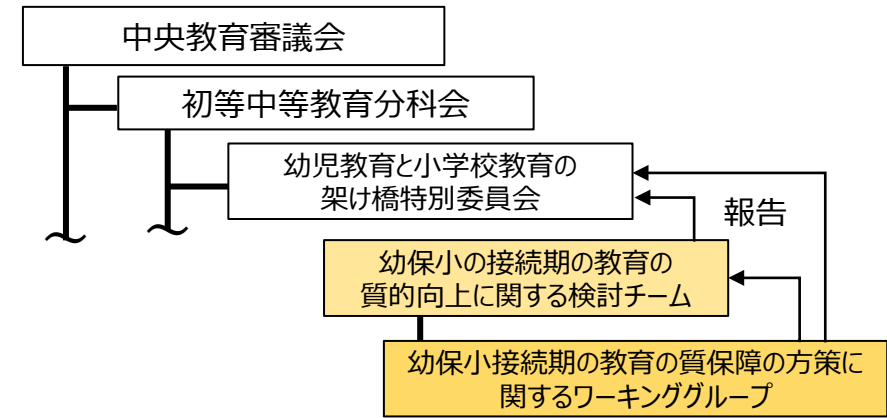 中央教育審議会
初等中等教育分科会
幼児教育と小学校教育の
架け橋特別委員会
報告
幼保小の接続期の教育の
質的向上に関する検討チーム
幼保小接続期の教育の質保障の方策に
関するワーキンググループ